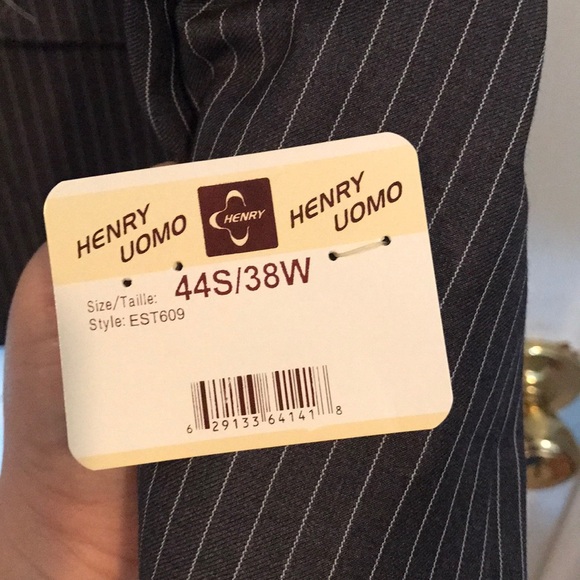 HENRY
UOMO
HENRY
HENRY
UOMO
Size/Taille: 44S/38W
Style: EST609
6 29133 64141 8